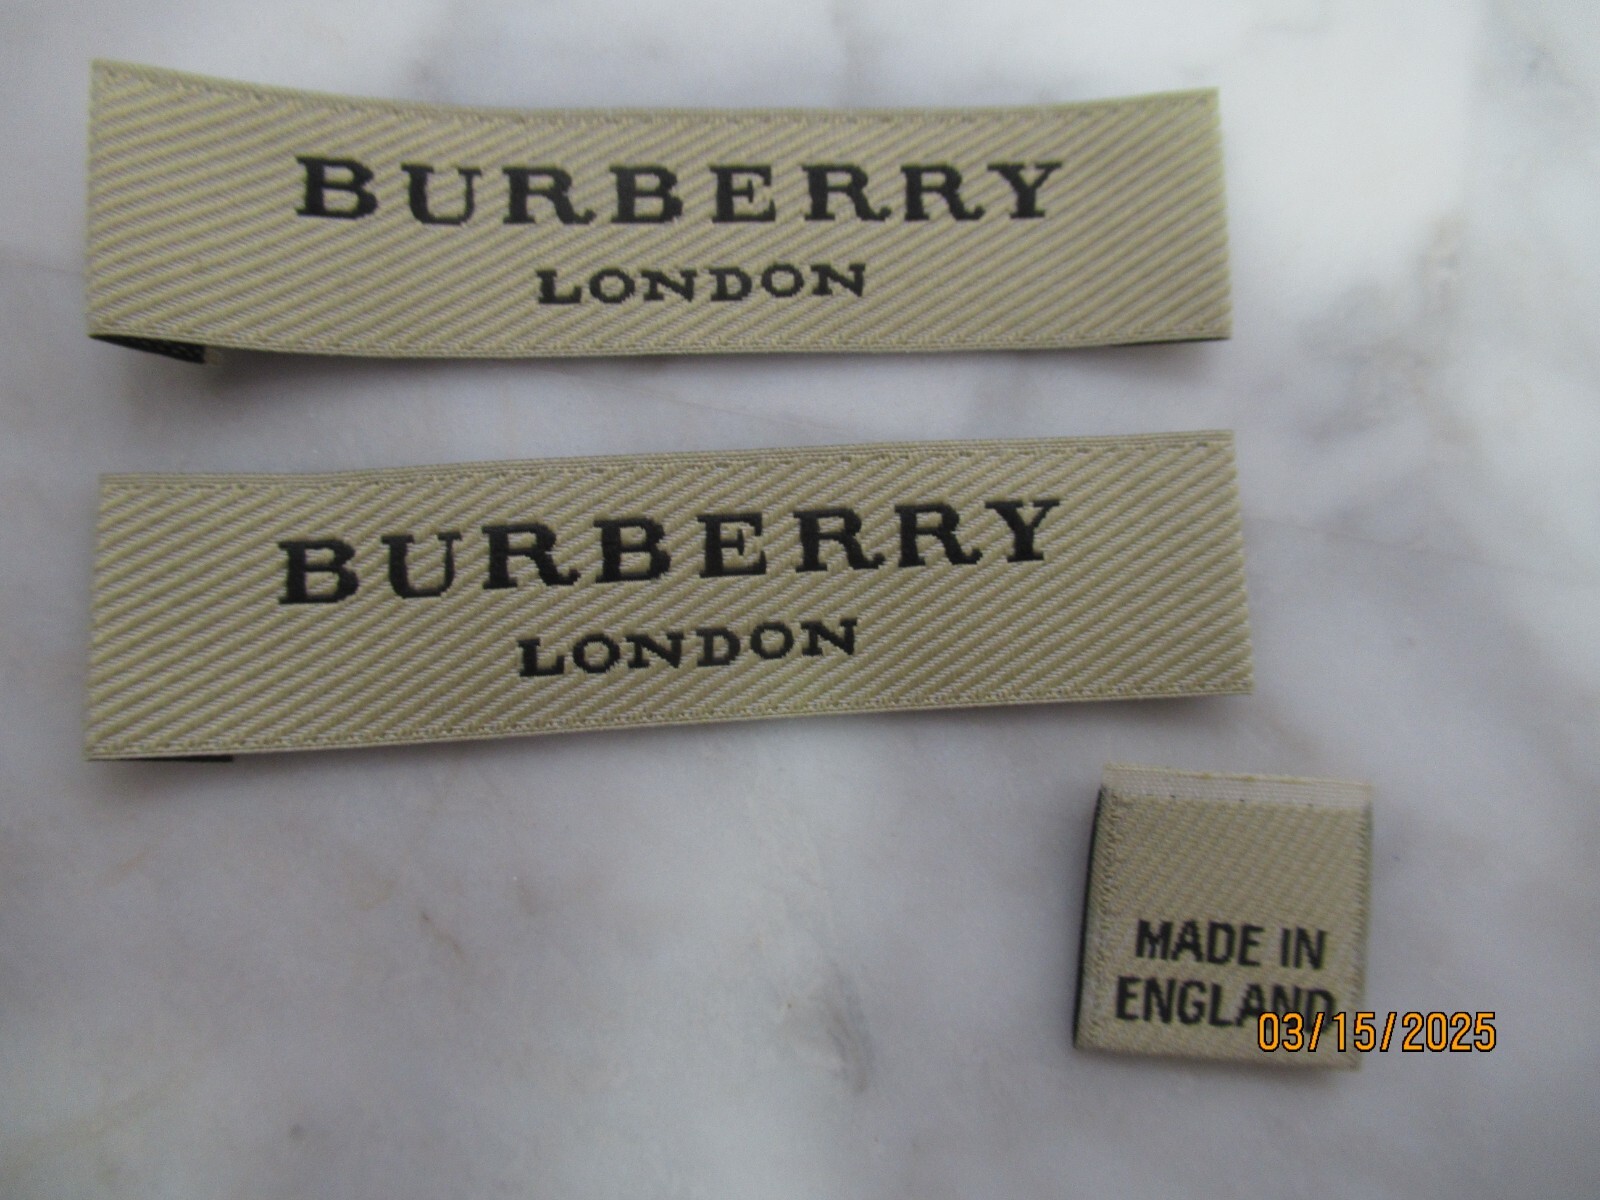 BURBERRY
LONDON
BURBERRY
LONDON
MADE IN
ENGLAND
03/15/2025